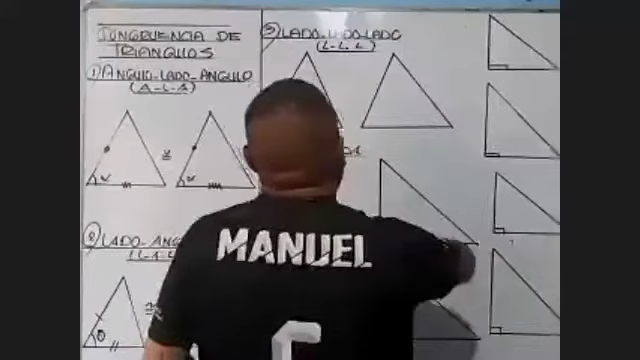 CONGRUENCIA DE
TRIANGULOS
1) ANGULO-LADO-ANGULO
(A-L-A)
α
≅
α
2) LADO-ANG
(L-A-L
θ
3) LADO-LADO-LADO
(L-L-L)
MANUEL